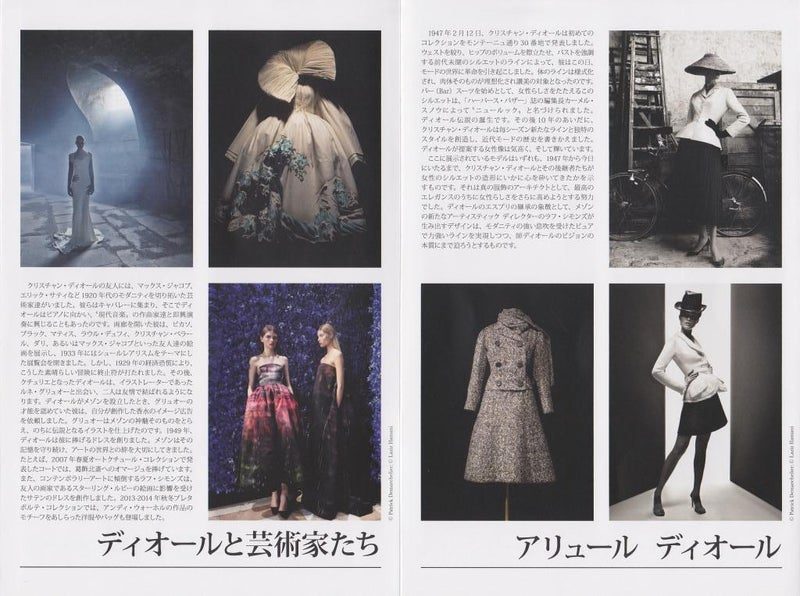 クリスチャン・ディオールの友人には、マックス・ジャコブ、
エリック・サティなど1920年代のモダニティを切り拓いた芸
術家達がいました。彼らはキャバレーに集まり、そこでディ
オールはピアノに向かい、"前代音楽"の作曲家達と即興演
奏に興じることもあったのです。画廊を開いた彼は、ピカソ、
ブラック、マティス、ラウル・デュフィ、クリスチャン・ベラー
ル、ダリ、あるいはマックス・ジャコブといった友人達の絵
画を展示し、1933年にはシュールレアリスムをテーマにし
た展覧会を開きました。しかし、1929年の経済恐慌により、
こうした素晴らしい冒険に終止符が打たれました。その後、
クチュリエとなったディオールは、イラストレーターであった
ルネ・グリュオーと出会い、二人は友情で結ばれるようにな
ります。ディオールがメゾンを設立したとき、グリュオーの
才能を認めていた彼は、自分が創作した香水のイメージ広告
を依頼しました。グリュオーはメゾンの神髄そのものをとら
え、のちに伝説となるイラストを仕上げたのです。1949年、
ディオールは彼に捧げるドレスを創りました。メゾンはその
記憶を守り続け、アートの世界との絆を大切にしてきました。
たとえば、2007年春夏オートクチュール・コレクションで発
表したコートでは、葛飾北斎へのオマージュを捧げています。
また、コンテンポラリーアートに傾倒するラフ・シモンズは、
友人の画家であるスターリング・ルビーの絵画に影響を受け
たサテンのドレスを創作しました。2013-2014年秋冬プレタ
ポルテ・コレクションでは、アンディ・ウォーホルの作品の
モチーフをあしらった洋服やバッグも登場しました。
© Patrick Demarchelier; © Laziz Hamani
ディオールと芸術家たち
1947年2月12日、クリスチャン・ディオールは初めての
コレクションをモンテーニュ通り30番地で発表しました。
ウェストを絞り、ヒップのボリュームを際立たせ、バストを強調
する前代未聞のシルエットのラインによって、彼はこの日、
モードの世界に革命を引き起こしました。体のラインは様式化
され、肉体そのものが理想化され讃美の対象となったのです。
バー（Bar）スーツを始めとして、女性らしさをたたえるこの
シルエットは、「ハーパース・バザー」誌の編集長カーメル・
スノウによって"ニュールック"と名づけられました。
ディオール伝説の誕生です。その後10年のあいだに、
クリスチャン・ディオールは毎シーズン新たなラインと独特の
スタイルを創造し、近代モードの歴史を書きかえました。
ディオールが提案する女性像は気高く、そして輝いています。
ここに展示されているモデルはいずれも、1947年から今日
にいたるまで、クリスチャン・ディオールとその後継者たちが
女性のシルエットの造形にいかに心を砕いてきたかを示
すものです。それは真の服飾のアーキテクトとして、最高の
エレガンスのうちに女性らしさをさらに高めようとする努力
でした。ディオールのエスプリの継承の象徴として、メゾン
の新たなアーティスティック ディレクターのラフ・シモンズが
生み出すデザインは、モダニティの強い息吹を受けたピュア
で力強いラインを実現しつつ、師ディオールのビジョンの
本質にまで迫ろうとするものです。
© Patrick Demarchelier; © Laziz Hamani
アリュール ディオール